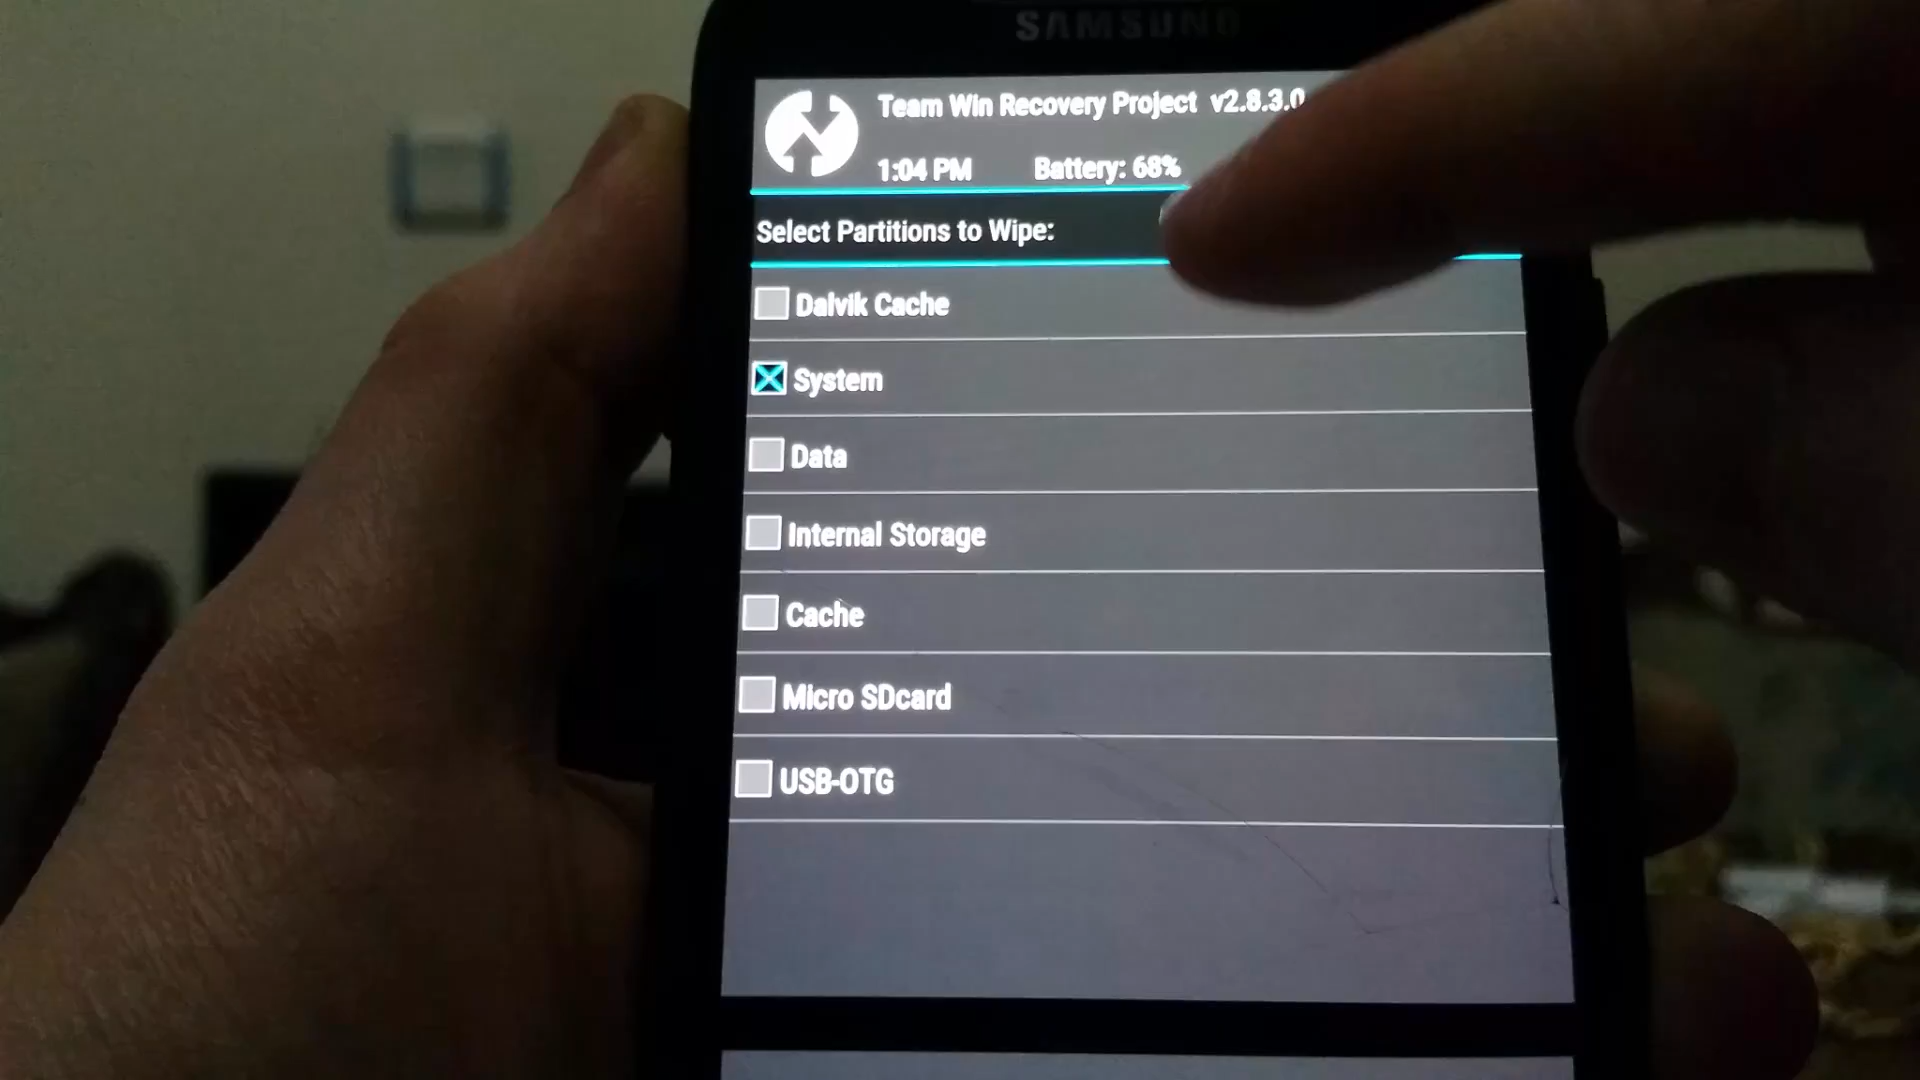 SAMSUNG
Team Win Recovery Project v2.8.3.0
1:04 PM Battery: 68%
Select Partitions to Wipe:
Dalvik Cache
System
Data
Internal Storage
Cache
Micro SDcard
USB-OTG